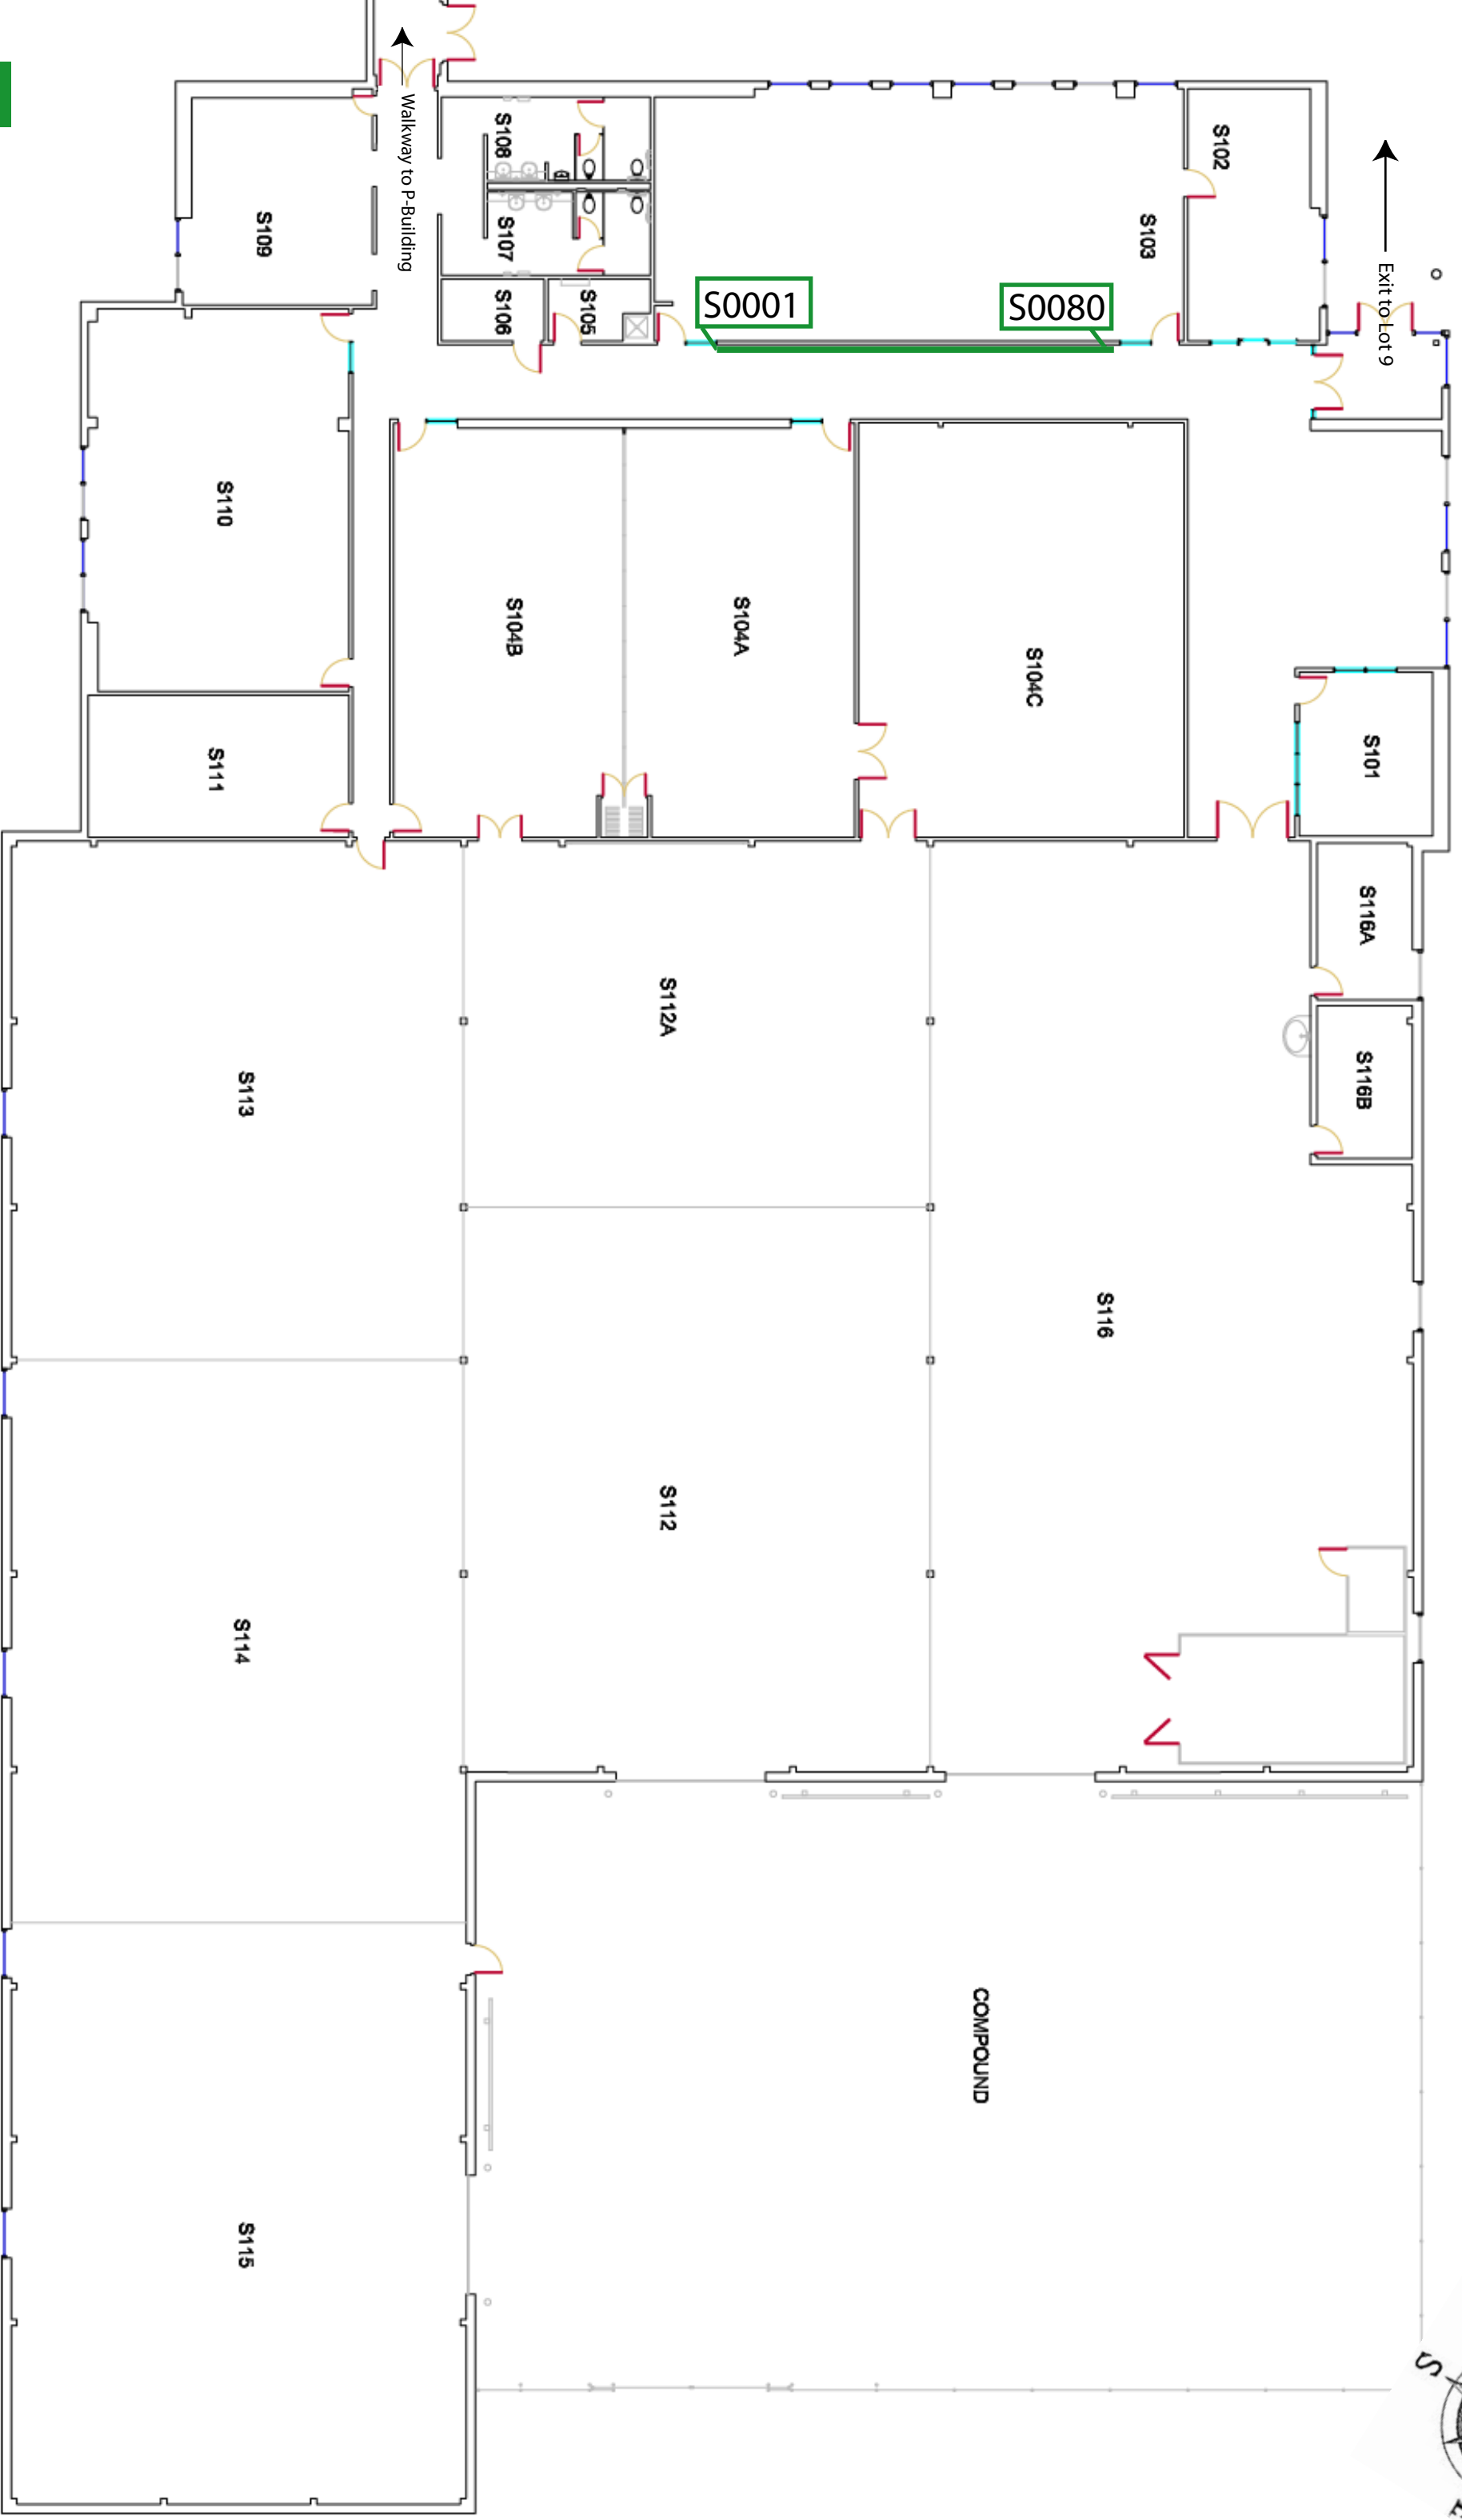 Walkway to P-Building
Exit to Lot 9
S108
S102
S109
S107
S103
S106
S105
S0001
S0080
S110
S104B
S104A
S104C
S111
S101
S116A
S112A
S116B
S113
S116
S112
S114
COMPOUND
S115
S